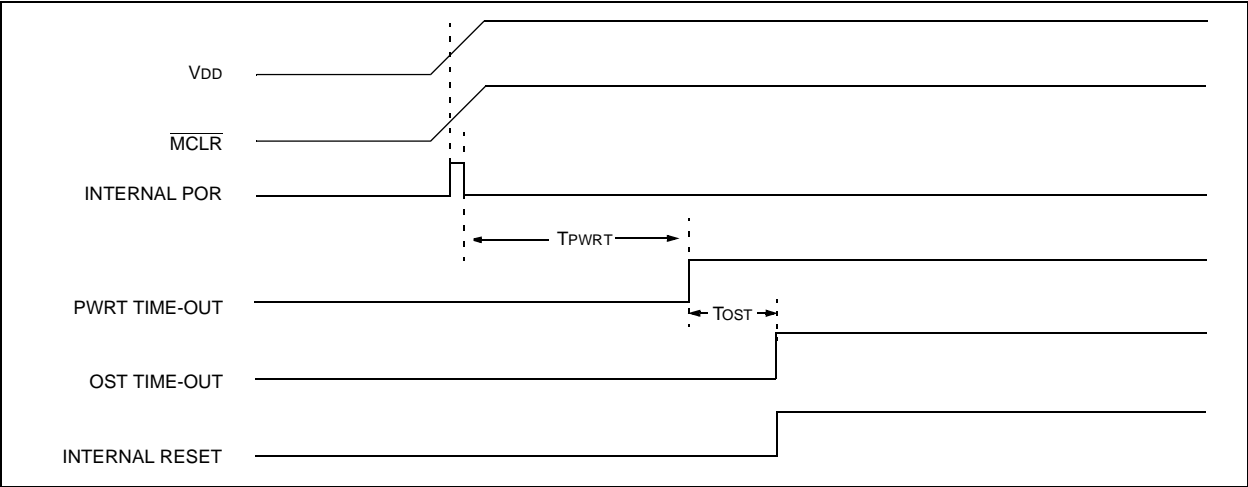 VDD
MCLR
INTERNAL POR
TPWRT
PWRT TIME-OUT
TOST
OST TIME-OUT
INTERNAL RESET